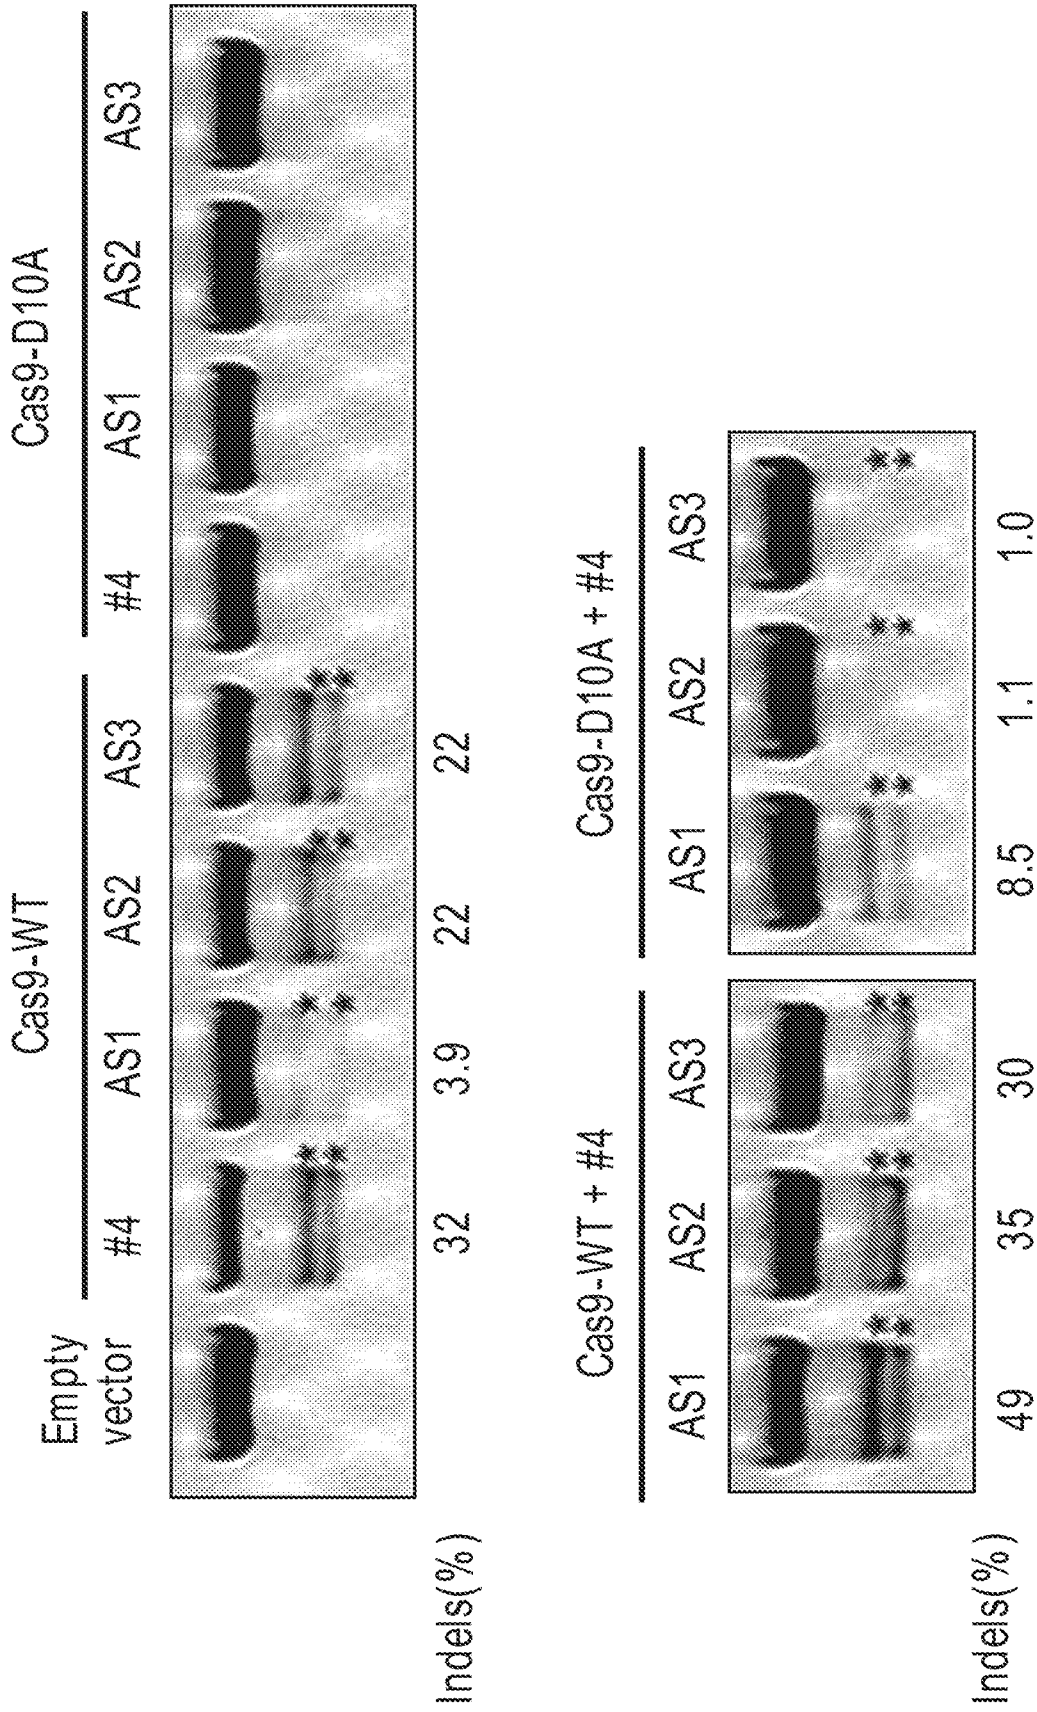 Cas9-WT Cas9-D10A
Empty
vector #4 AS1 AS2 AS3 #4 AS1 AS2 AS3
* * * * * * * *
Indels(%) 32 3.9 22 22
Cas9-WT + #4 Cas9-D10A + #4
AS1 AS2 AS3 AS1 AS2 AS3
* * * * * * * * * * * *
Indels(%) 49 35 30 8.5 1.1 1.0